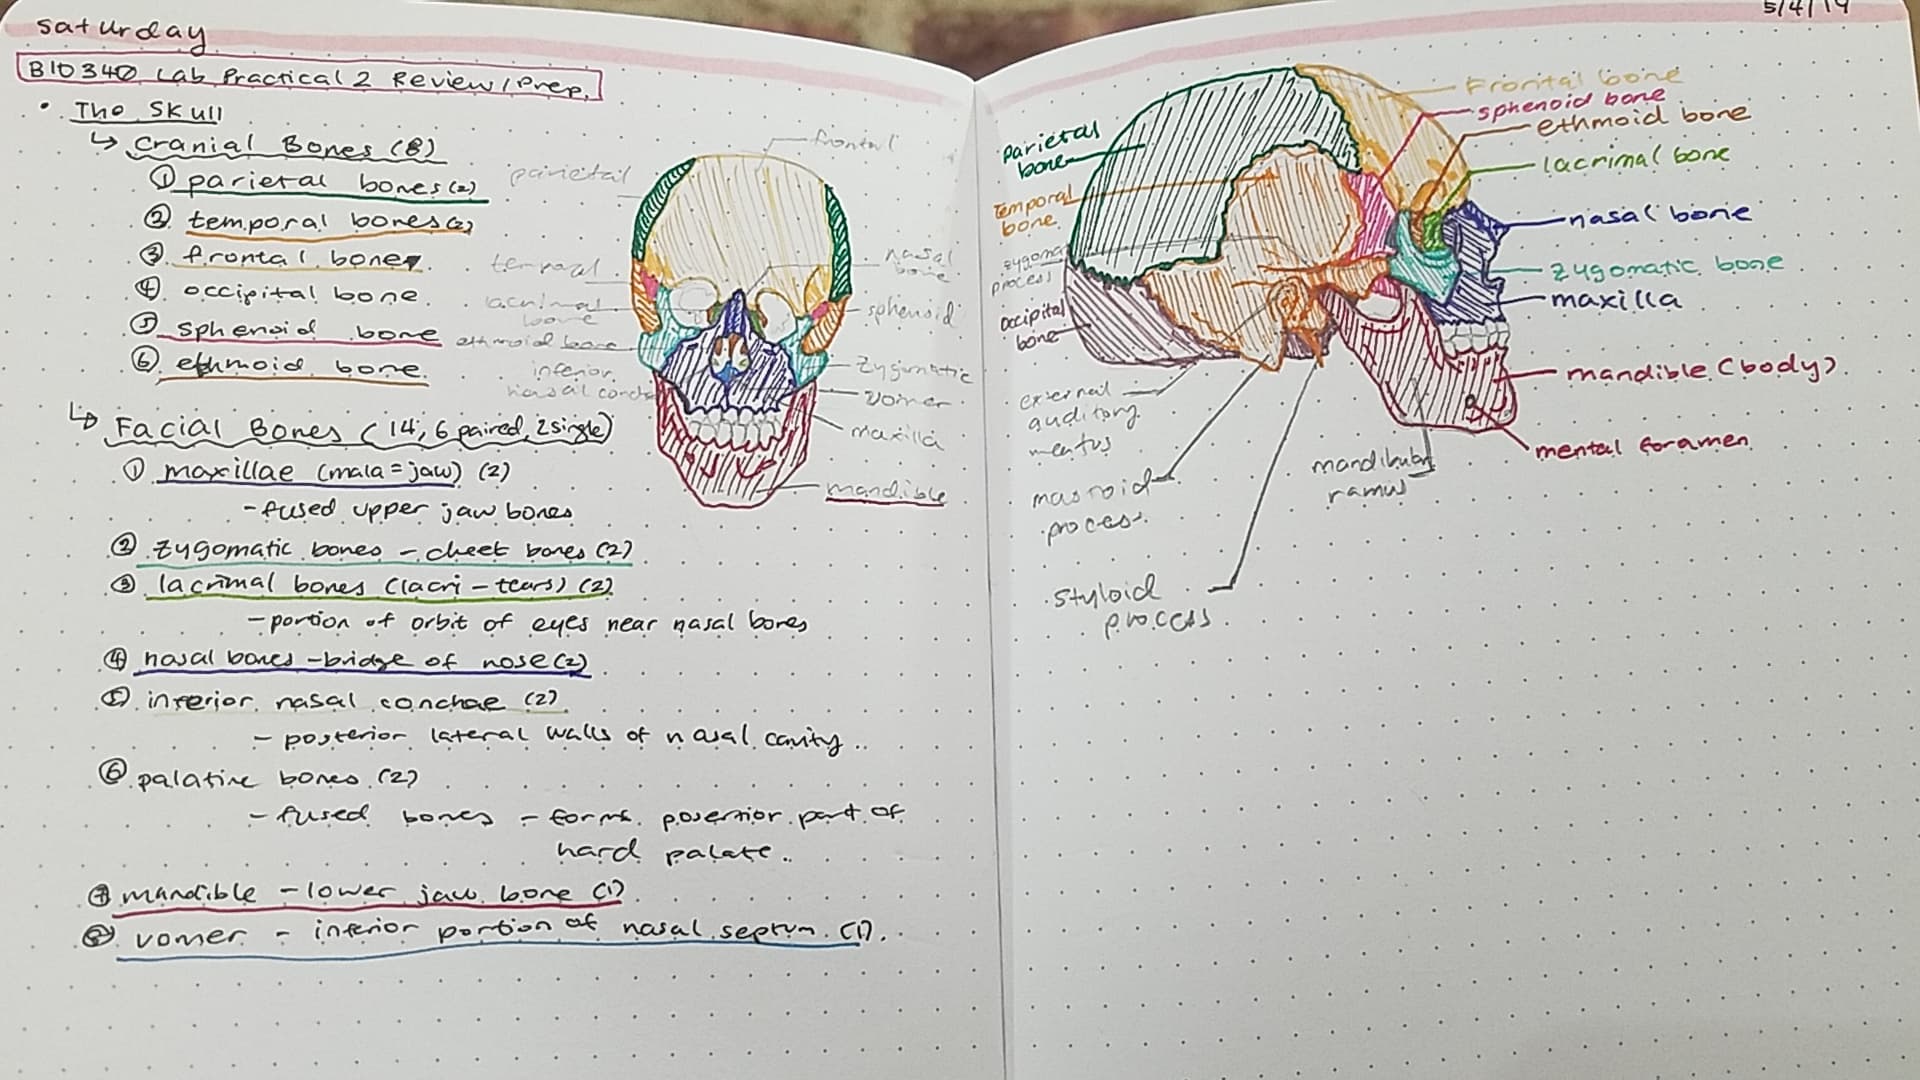 saturday
BIO340 Lab Practical 2 Review/Prep.
• The Skull
↳ Cranial Bones (8)
① parietal bones (2)
② temporal bones (2)
③ frontal bone
④ occipital bone.
⑤ sphenoid bone
⑥ ethmoid bone.
↳ Facial Bones (14, 6 paired, 2 single)
① maxillae (mala = jaw) (2)
- fused upper jaw bones
② zygomatic bones - cheek bones (2)
③ lacrimal bones (lacri - tears) (2)
- portion of orbit of eyes near nasal bones
④ nasal bones - bridge of nose (2)
⑤ inferior nasal conchae (2)
- posterior lateral walls of nasal cavity.
⑥ palatine bones (2)
- fused bones - forms posertior part of
hard palate.
⑦ mandible - lower jaw bone (1)
⑧ vomer - inferior portion of nasal septum (1).
parietal
frontal
temporal
lacrimal
bone
ethmoid bone
inferior
nasal concha
nasal
bone
sphenoid
zygomatic
vomer
maxilla
mandible
5/4/19
parietal
bone
temporal
bone
zygoma
process
occipital
bone
external
auditory
meatus
mastoid
process
styloid
process
mandibular
ramus
Frontal bone
sphenoid bone
ethmoid bone
lacrimal bone
nasal bone
zygomatic bone
maxilla
mandible (body)
mental foramen